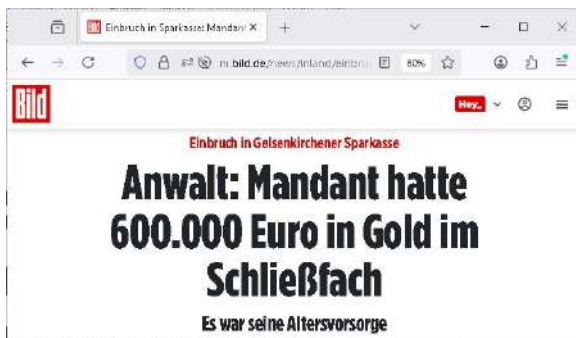 Einbruch in Sparkasse: Mandan
m.bild.de/news/inland/einbru
80%
Bild
Hey_
Einbruch in Gelsenkirchener Sparkasse
Anwalt: Mandant hatte
600.000 Euro in Gold im
Schließfach
Es war seine Altersvorsorge